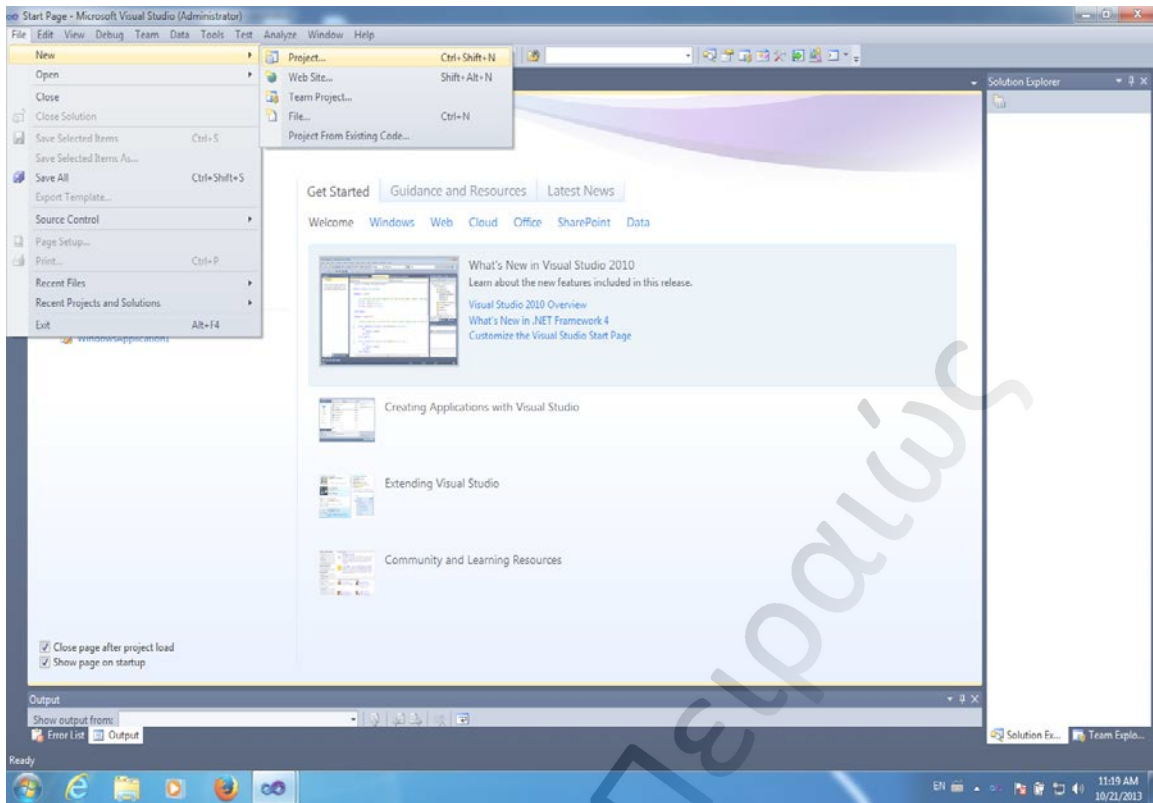 Start Page - Microsoft Visual Studio (Administrator)
File Edit View Debug Team Data Tools Test Analyze Window Help
New
Open
Close
Close Solution
Save Selected Items Ctrl+S
Save Selected Items As...
Save All Ctrl+Shift+S
Export Template...
Source Control
Page Setup...
Print... Ctrl+P
Recent Files
Recent Projects and Solutions
Exit Alt+F4
Project... Ctrl+Shift+N
Web Site... Shift+Alt+N
Team Project...
File... Ctrl+N
Project From Existing Code...
WindowsApplication1
Get Started Guidance and Resources Latest News
Welcome Windows Web Cloud Office SharePoint Data
What's New in Visual Studio 2010
Learn about the new features included in this release.
Visual Studio 2010 Overview
What's New in .NET Framework 4
Customize the Visual Studio Start Page
Creating Applications with Visual Studio
Extending Visual Studio
Community and Learning Resources
Close page after project load
Show page on startup
Solution Explorer
Output
Show output from:
Error List Output
Solution Ex... Team Explo...
Ready
EN
11:19 AM
10/21/2013
Πειραιώς